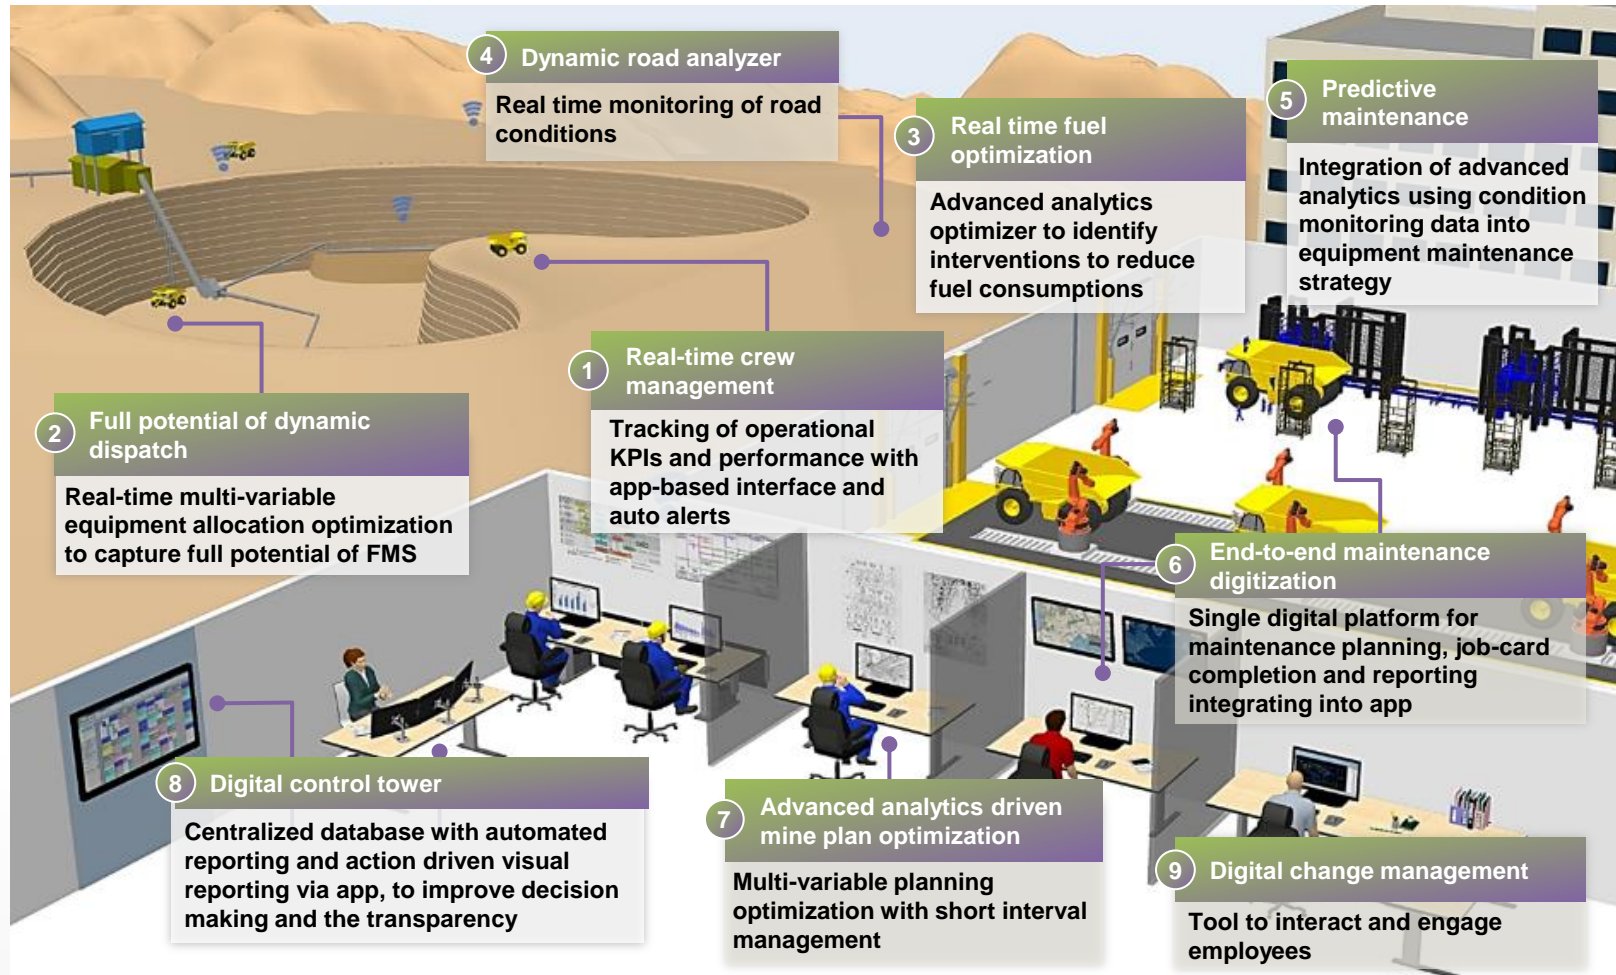 4
Dynamic road analyzer
Real time monitoring of road
conditions
3
Real time fuel
optimization
Advanced analytics
optimizer to identify
interventions to reduce
fuel consumptions
5
Predictive
maintenance
Integration of advanced
analytics using condition
monitoring data into
equipment maintenance
strategy
1
Real-time crew
management
Tracking of operational
KPIs and performance with
app-based interface and
auto alerts
2
Full potential of dynamic
dispatch
Real-time multi-variable
equipment allocation optimization
to capture full potential of FMS
6
End-to-end maintenance
digitization
Single digital platform for
maintenance planning, job-card
completion and reporting
integrating into app
8
Digital control tower
Centralized database with automated
reporting and action driven visual
reporting via app, to improve decision
making and the transparency
7
Advanced analytics driven
mine plan optimization
Multi-variable planning
optimization with short interval
management
9
Digital change management
Tool to interact and engage
employees